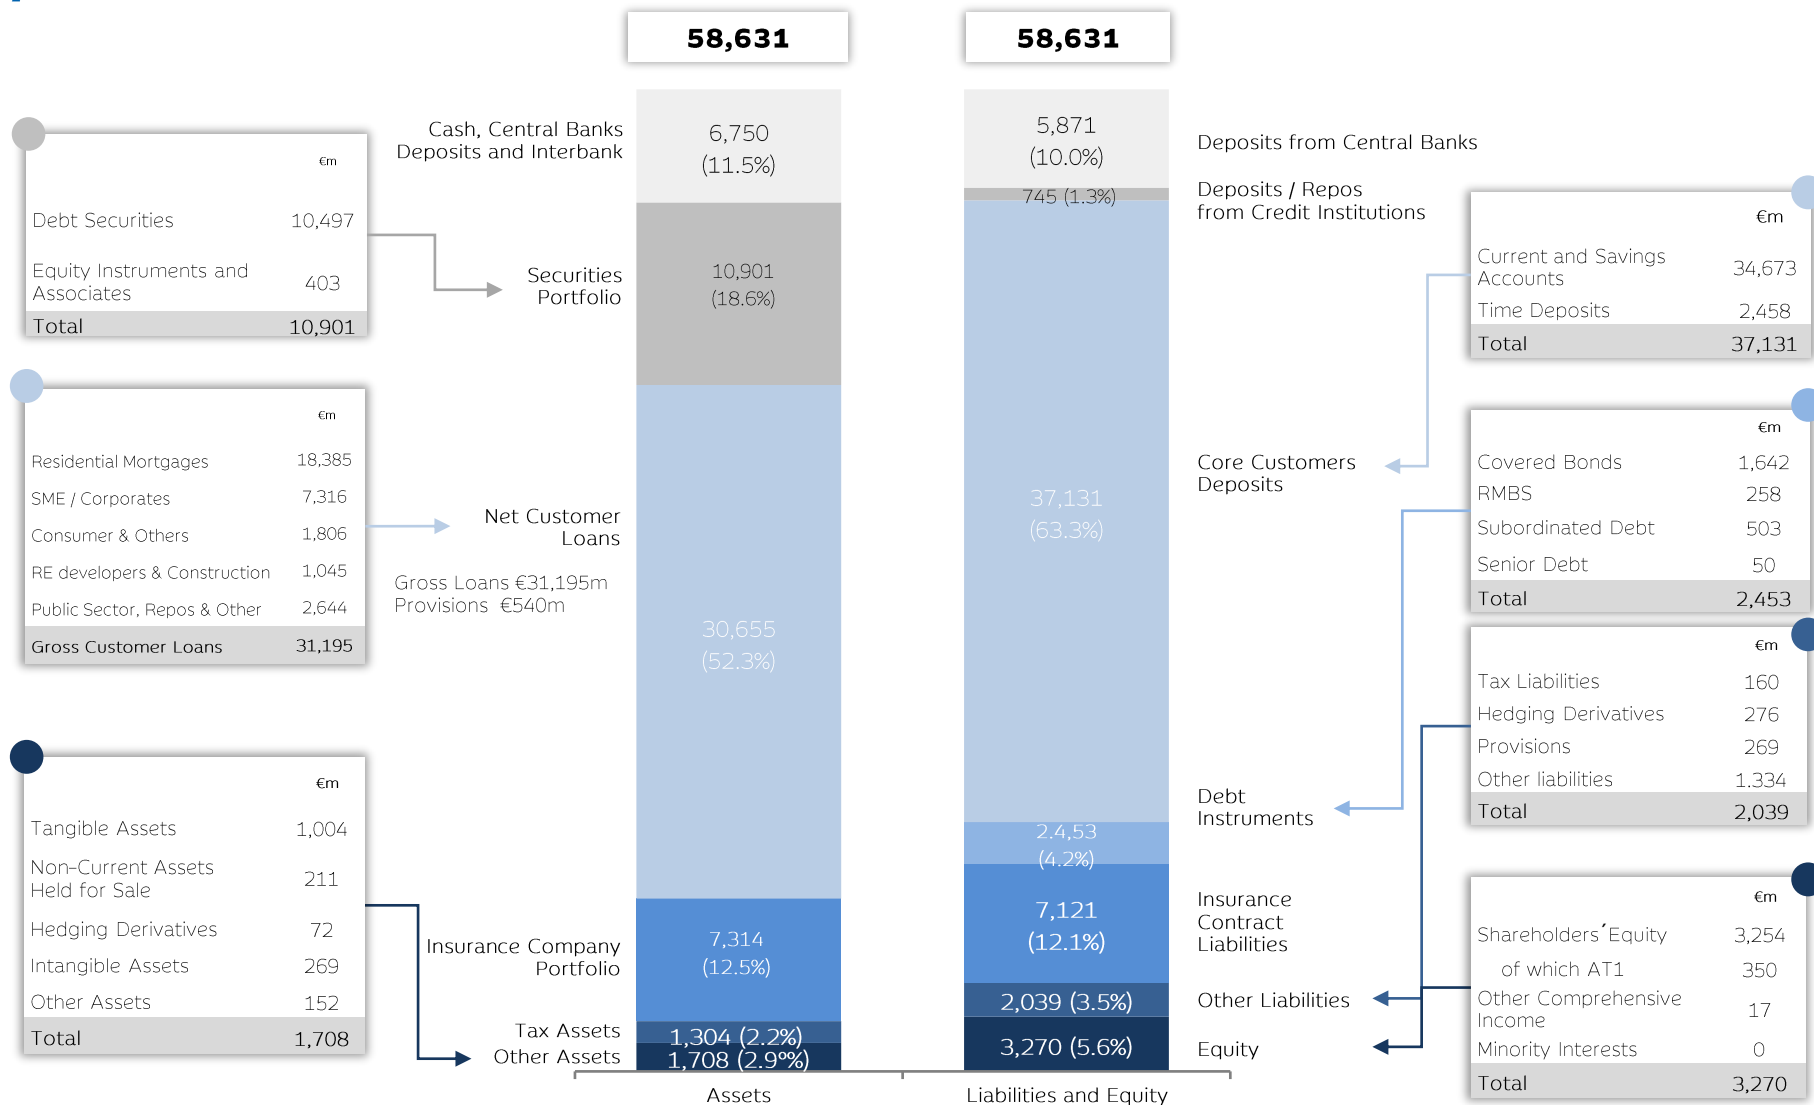 58,631
58,631
€m
Debt Securities 10,497
Equity Instruments and
Associates 403
Total 10,901
€m
Residential Mortgages 18,385
SME / Corporates 7,316
Consumer & Others 1,806
RE developers & Construction 1,045
Public Sector, Repos & Other 2,644
Gross Customer Loans 31,195
€m
Tangible Assets 1,004
Non-Current Assets
Held for Sale 211
Hedging Derivatives 72
Intangible Assets 269
Other Assets 152
Total 1,708
Cash, Central Banks
Deposits and Interbank
Securities
Portfolio
Net Customer
Loans
Gross Loans €31,195m
Provisions €540m
Insurance Company
Portfolio
Tax Assets
Other Assets
6,750
(11.5%)
10,901
(18.6%)
30,655
(52.3%)
7,314
(12.5%)
1,304 (2.2%)
1,708 (2.9%)
Assets
5,871
(10.0%)
745 (1.3%)
37,131
(63.3%)
2.4,53
(4.2%)
7,121
(12.1%)
2,039 (3.5%)
3,270 (5.6%)
Liabilities and Equity
Deposits from Central Banks
Deposits / Repos
from Credit Institutions
Core Customers
Deposits
Debt
Instruments
Insurance
Contract
Liabilities
Other Liabilities
Equity
€m
Current and Savings
Accounts 34,673
Time Deposits 2,458
Total 37,131
€m
Covered Bonds 1,642
RMBS 258
Subordinated Debt 503
Senior Debt 50
Total 2,453
€m
Tax Liabilities 160
Hedging Derivatives 276
Provisions 269
Other liabilities 1.334
Total 2,039
€m
Shareholders´Equity 3,254
of which AT1 350
Other Comprehensive
Income 17
Minority Interests 0
Total 3,270